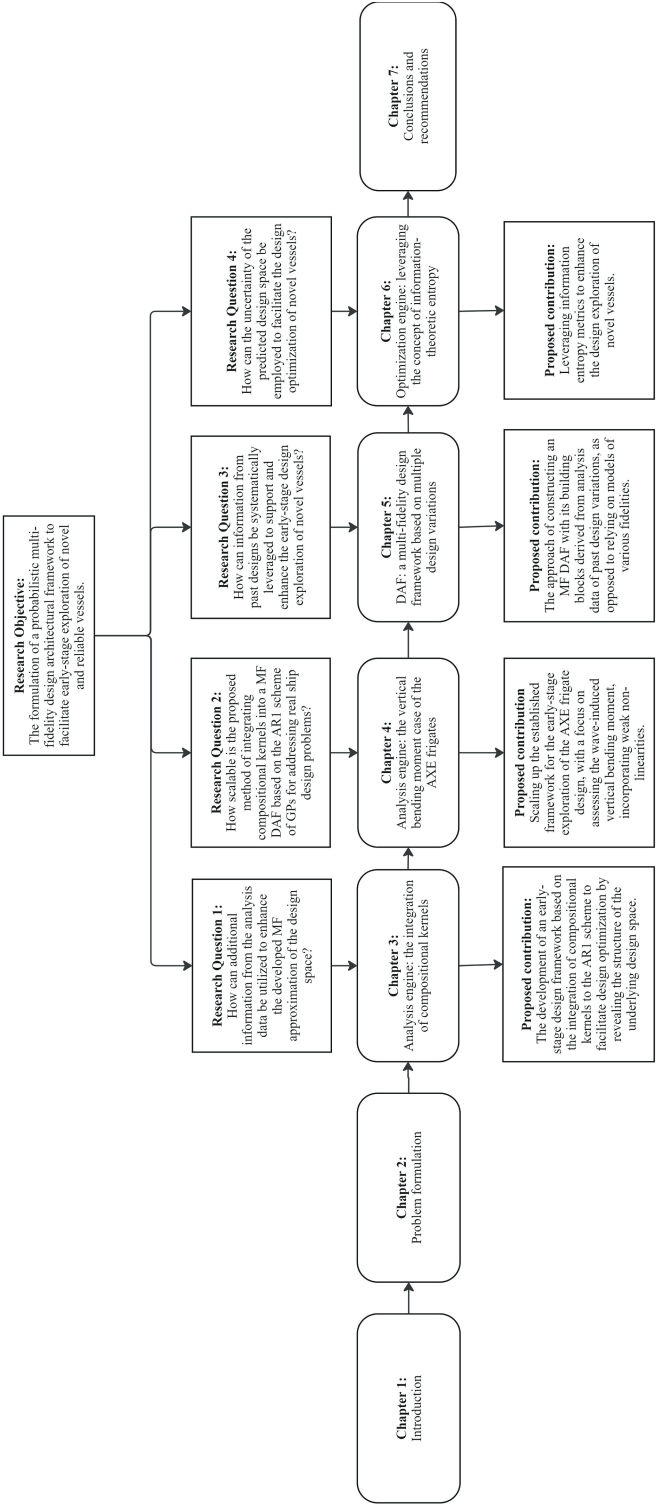 Research Objective:
The formulation of a probabilistic multi-
fidelity design architectural framework to
facilitate early-stage exploration of novel
and reliable vessels.
Research Question 1:
How can additional
information from the analysis
data be utilized to enhance
the developed MF
approximation of the design
space?
Research Question 2:
How scalable is the proposed
method of integrating
compositional kernels into a MF
DAF based on the AR1 scheme
of GPs for addressing real ship
design problems?
Research Question 3:
How can information from
past designs be systematically
leveraged to support and
enhance the early-stage design
exploration of novel vessels?
Research Question 4:
How can the uncertainty of the
predicted design space be
employed to facilitate the design
optimization of novel vessels?
Chapter 1:
Introduction
Chapter 2:
Problem formulation
Chapter 3:
Analysis engine: the integration
of compositional kernels
Chapter 4:
Analysis engine: the vertical
bending moment case of the
AXE frigates
Chapter 5:
DAF: a multi-fidelity design
framework based on multiple
design variations
Chapter 6:
Optimization engine: leveraging
the concept of information-
theoretic entropy
Chapter 7:
Conclusions and
recommendations
Proposed contribution:
The development of an early-
stage design framework based on
the integration of compositional
kernels to the AR1 scheme to
facilitate design optimization by
revealing the structure of the
underlying design space.
Proposed contribution
Scaling up the established
framework for the early-stage
exploration of the AXE frigate
design, with a focus on
assessing the wave-induced
vertical bending moment,
incorporating weak non-
linearities.
Proposed contribution:
The approach of constructing an
MF DAF with its building
blocks derived from analysis
data of past design variations, as
opposed to relying on models of
various fidelities.
Proposed contribution:
Leveraging information
entropy metrics to enhance
the design exploration of
novel vessels.